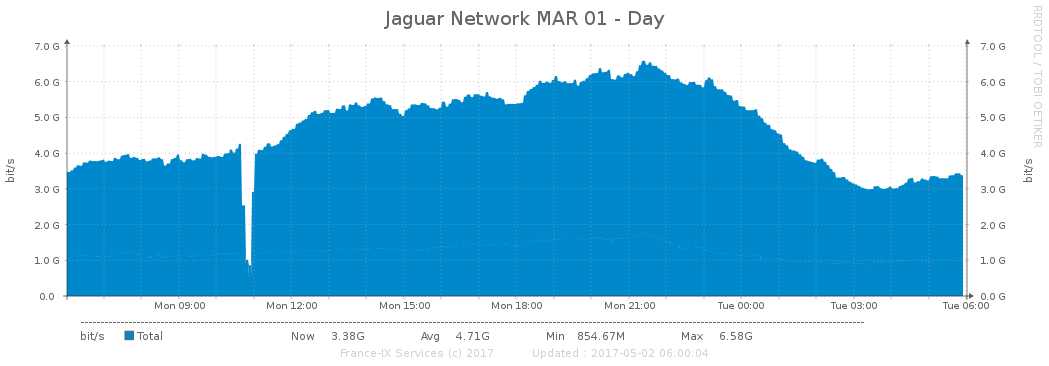 Jaguar Network MAR 01 - Day
RRDTOOL / TOBI OETIKER
bit/s
7.0 G 7.0 G
6.0 G 6.0 G
5.0 G 5.0 G
4.0 G 4.0 G
3.0 G 3.0 G
2.0 G 2.0 G
1.0 G 1.0 G
0.0 0.0 G
bit/s
Mon 09:00 Mon 12:00 Mon 15:00 Mon 18:00 Mon 21:00 Tue 00:00 Tue 03:00 Tue 06:00
bit/s Total Now 3.38G Avg 4.71G Min 854.67M Max 6.58G
France-IX Services (c) 2017 Updated : 2017-05-02 06:00:04